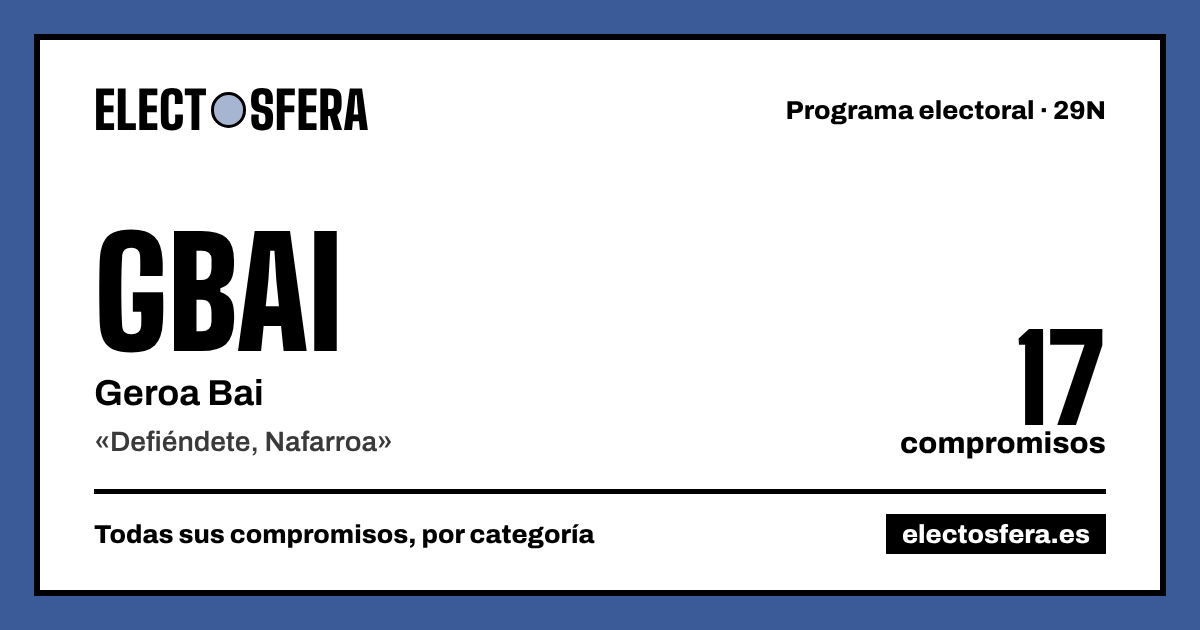 ELECTOSFERA
Programa electoral · 29N
GBAI
Geroa Bai
«Defiéndete, Nafarroa»
17
compromisos
Todas sus compromisos, por categoría
electosfera.es